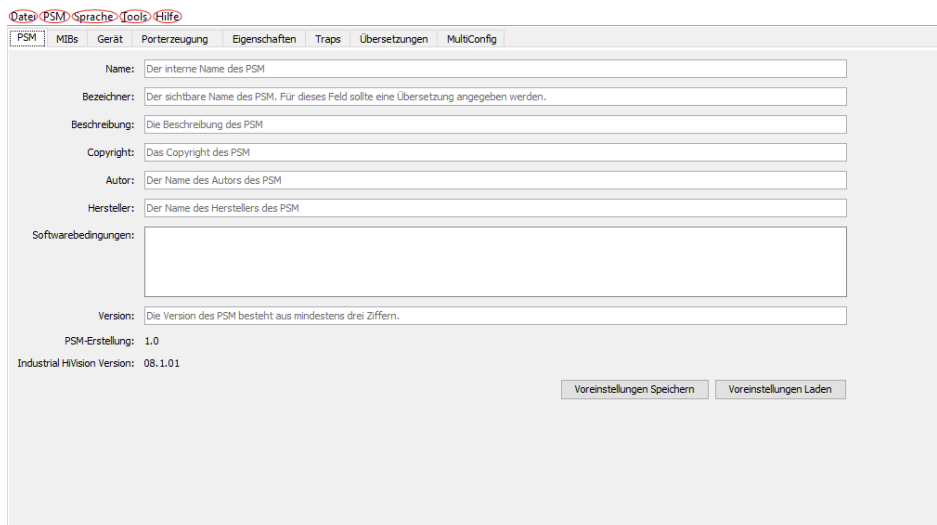 Datei PSM Sprache Tools Hilfe
PSM MIBs Gerät Porterzeugung Eigenschaften Traps Übersetzungen MultiConfig
Name: Der interne Name des PSM
Bezeichner: Der sichtbare Name des PSM. Für dieses Feld sollte eine Übersetzung angegeben werden.
Beschreibung: Die Beschreibung des PSM
Copyright: Das Copyright des PSM
Autor: Der Name des Autors des PSM
Hersteller: Der Name des Herstellers des PSM
Softwarebedingungen:
Version: Die Version des PSM besteht aus mindestens drei Ziffern.
PSM-Erstellung: 1.0
Industrial HiVision Version: 08.1.01
Voreinstellungen Speichern Voreinstellungen Laden